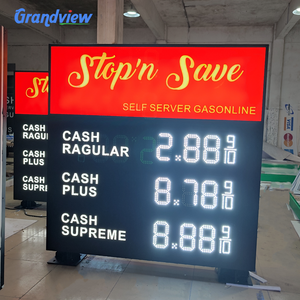 Grandview
Stop'n Save
SELF SERVER GASONLINE
CASH
RAGULAR 2.88 9/10
CASH
PLUS 8.78 9/10
CASH
SUPREME 8.88 9/10
CASH
RAGULAR
CASH
PLUS
CASH
SUPRE